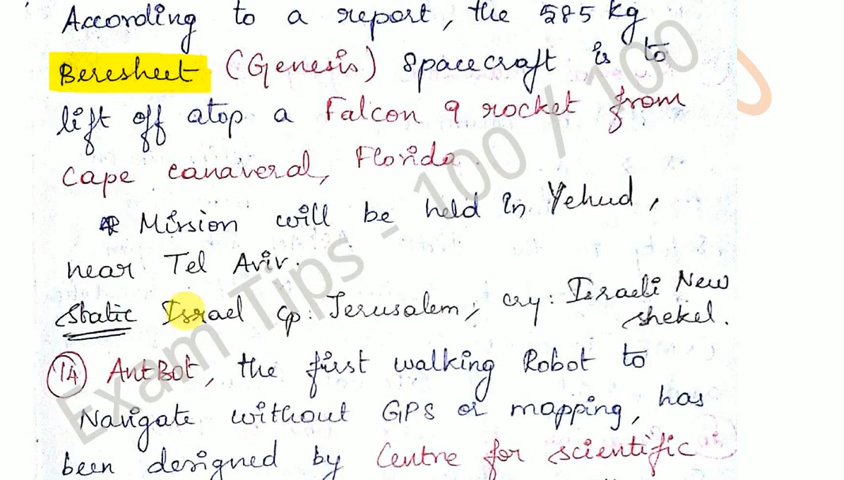 According to a report, the 585 kg
Beresheet (Genesis) spacecraft is to
lift off atop a Falcon 9 rocket from
Cape canaveral, Florida.
* Mission will be held in Yehud,
near Tel Aviv.
Static Israel cp: Jerusalem; cry: Israeli New
shekel.
14 AntBot, the first walking Robot to
Navigate without GPS or mapping, has
been designed by Centre for scientific
Exam Tips - 100 / 100